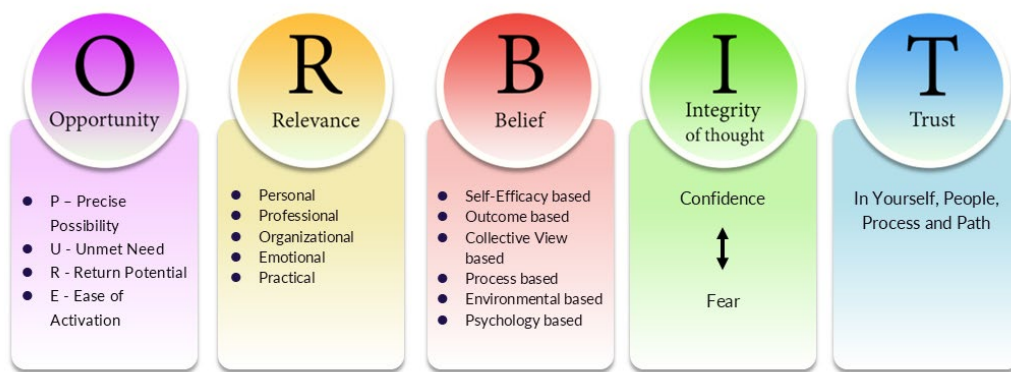 O
Opportunity
P – Precise
Possibility
U - Unmet Need
R - Return Potential
E - Ease of
Activation
R
Relevance
Personal
Professional
Organizational
Emotional
Practical
B
Belief
Self-Efficacy based
Outcome based
Collective View
based
Process based
Environmental based
Psychology based
I
Integrity
of thought
Confidence
Fear
T
Trust
In Yourself, People,
Process and Path